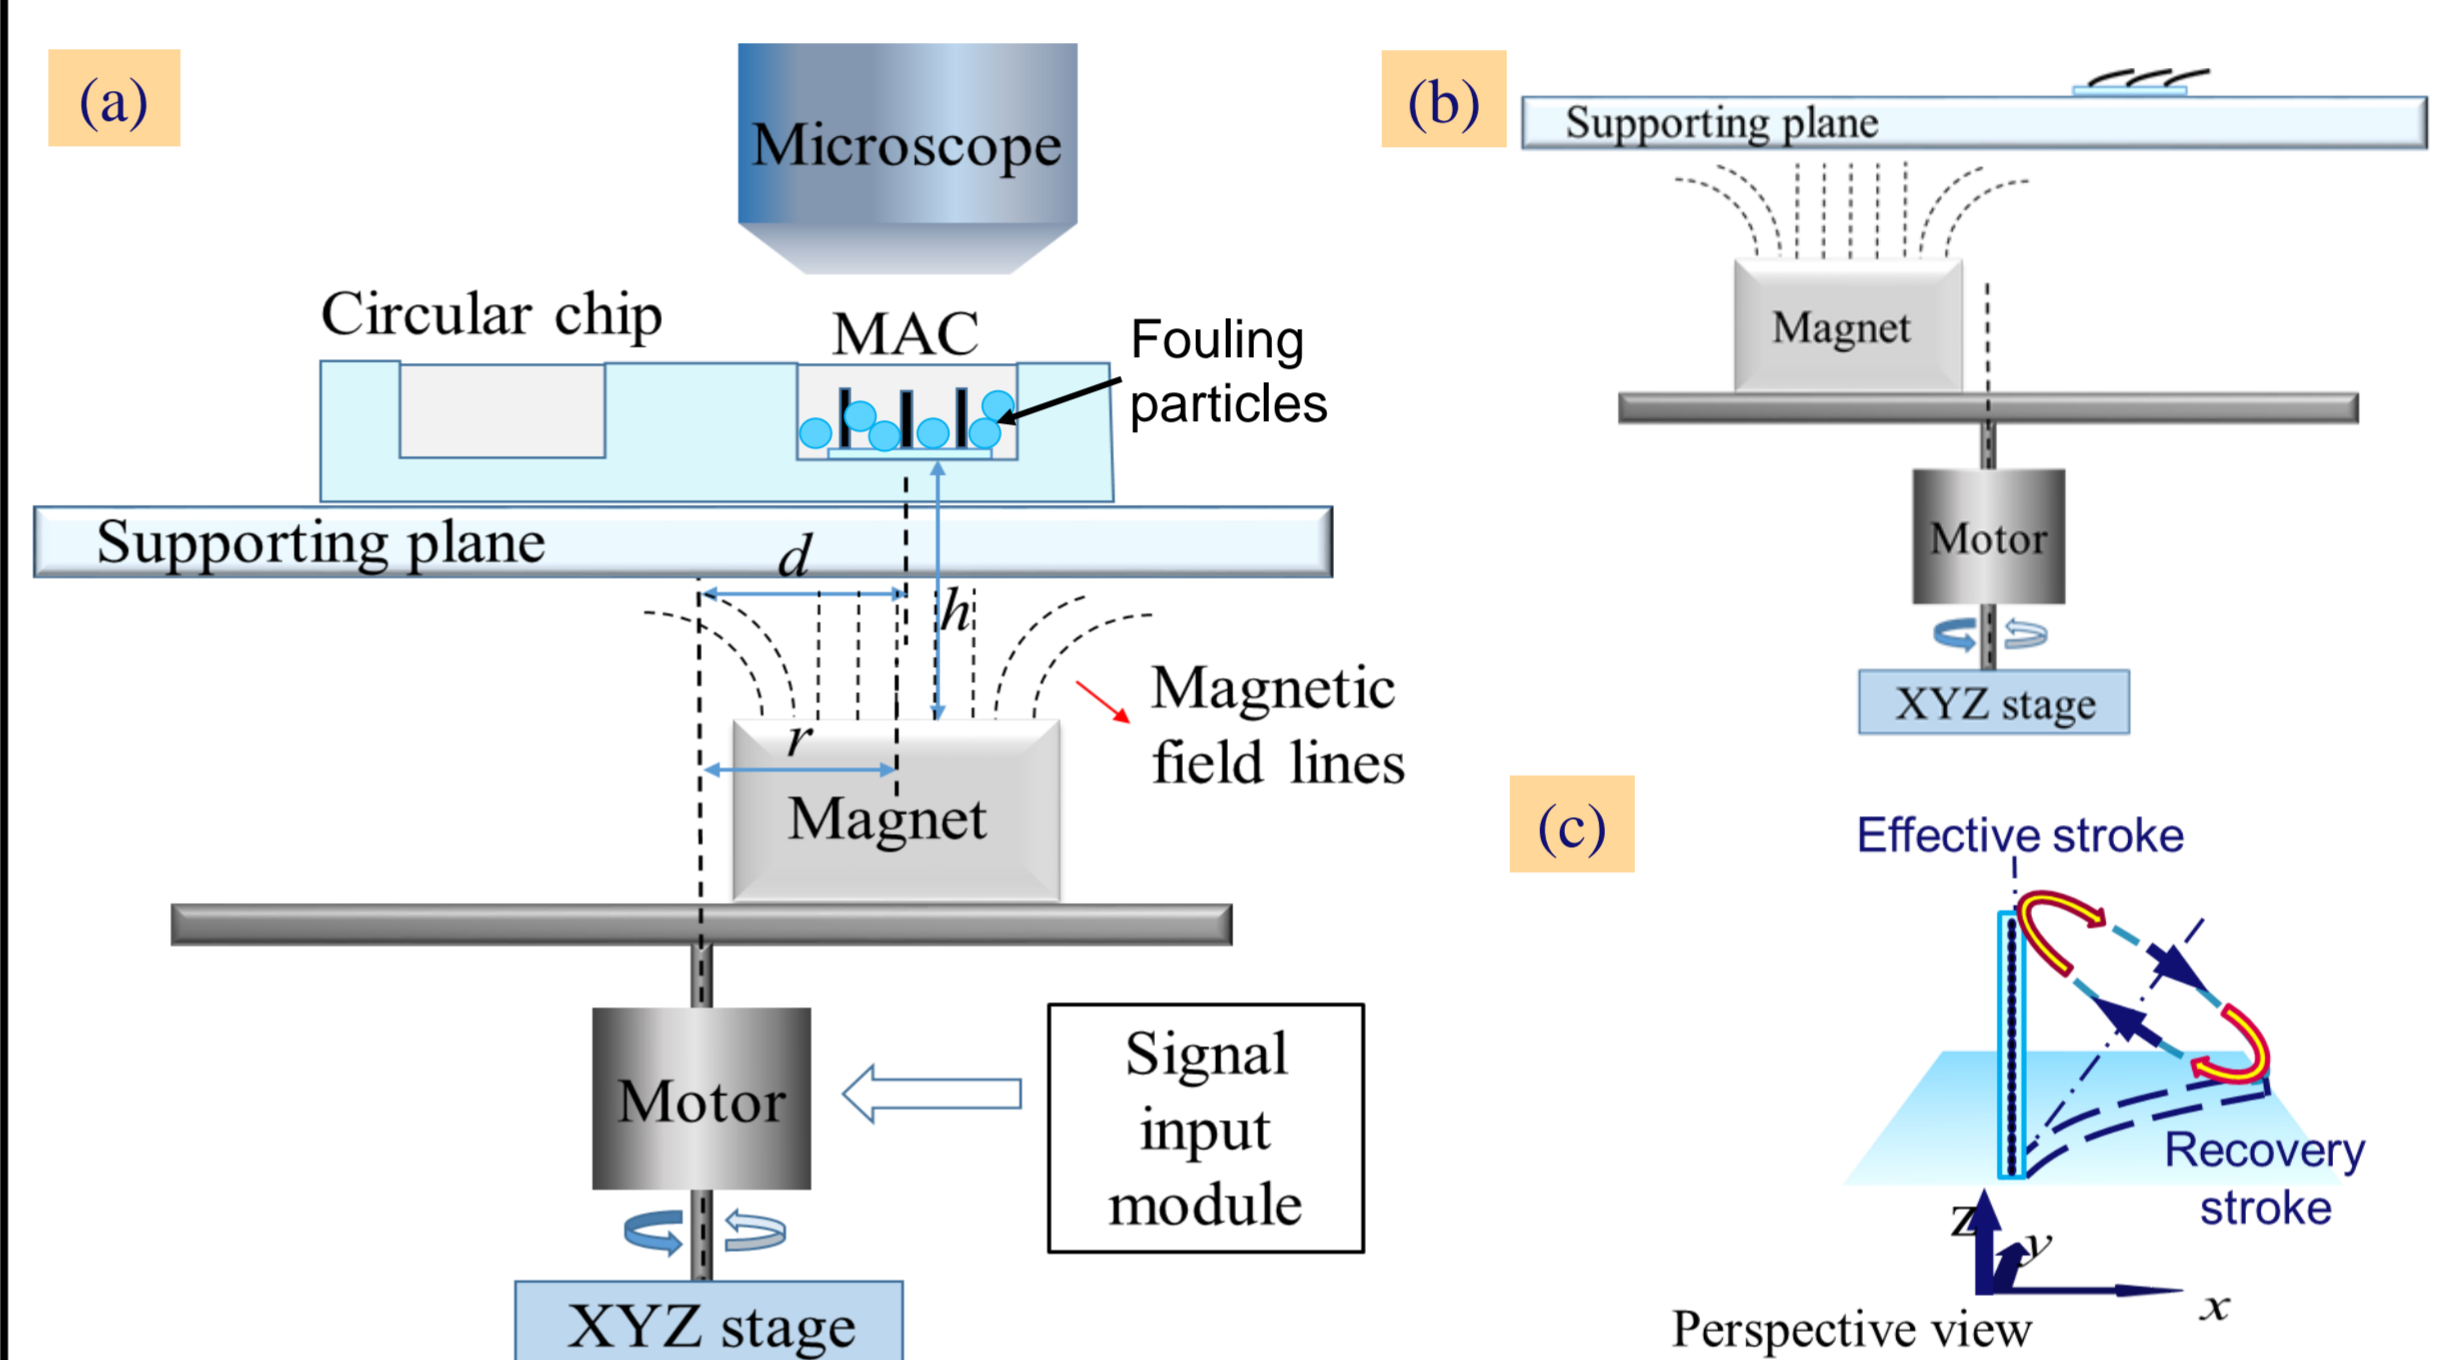 (a)
Microscope
Circular chip
MAC
Fouling
particles
Supporting plane
d
h
r
Magnetic
field lines
Magnet
Motor
Signal
input
module
XYZ stage
(b)
Supporting plane
Magnet
Motor
XYZ stage
(c)
Effective stroke
Recovery
stroke
z
y
x
Perspective view